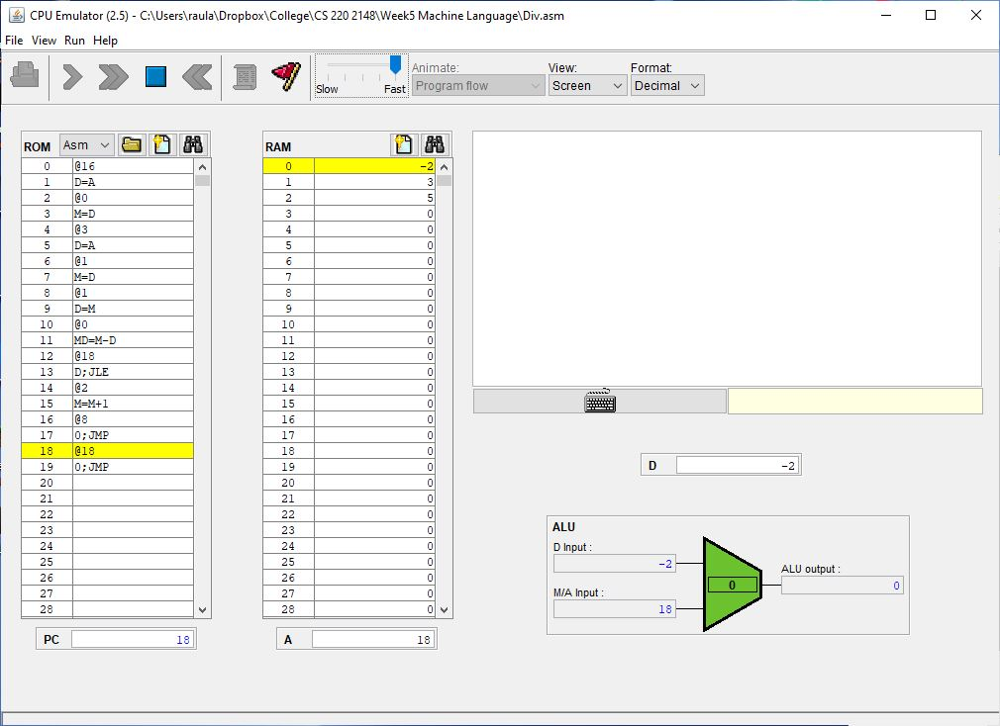 CPU Emulator (2.5) - C:\Users\raula\Dropbox\College\CS 220 2148\Week5 Machine Language\Div.asm
File View Run Help
Slow Fast
Animate:
Program flow
View:
Screen
Format:
Decimal
ROM Asm
0 @16
1 D=A
2 @0
3 M=D
4 @3
5 D=A
6 @1
7 M=D
8 @1
9 D=M
10 @0
11 MD=M-D
12 @18
13 D;JLE
14 @2
15 M=M+1
16 @8
17 0;JMP
18 @18
19 0;JMP
20
21
22
23
24
25
26
27
28
PC 18
RAM
0 -2
1 3
2 5
3 0
4 0
5 0
6 0
7 0
8 0
9 0
10 0
11 0
12 0
13 0
14 0
15 0
16 0
17 0
18 0
19 0
20 0
21 0
22 0
23 0
24 0
25 0
26 0
27 0
28 0
A 18
D -2
ALU
D Input :
-2
M/A Input :
18
0
ALU output :
0